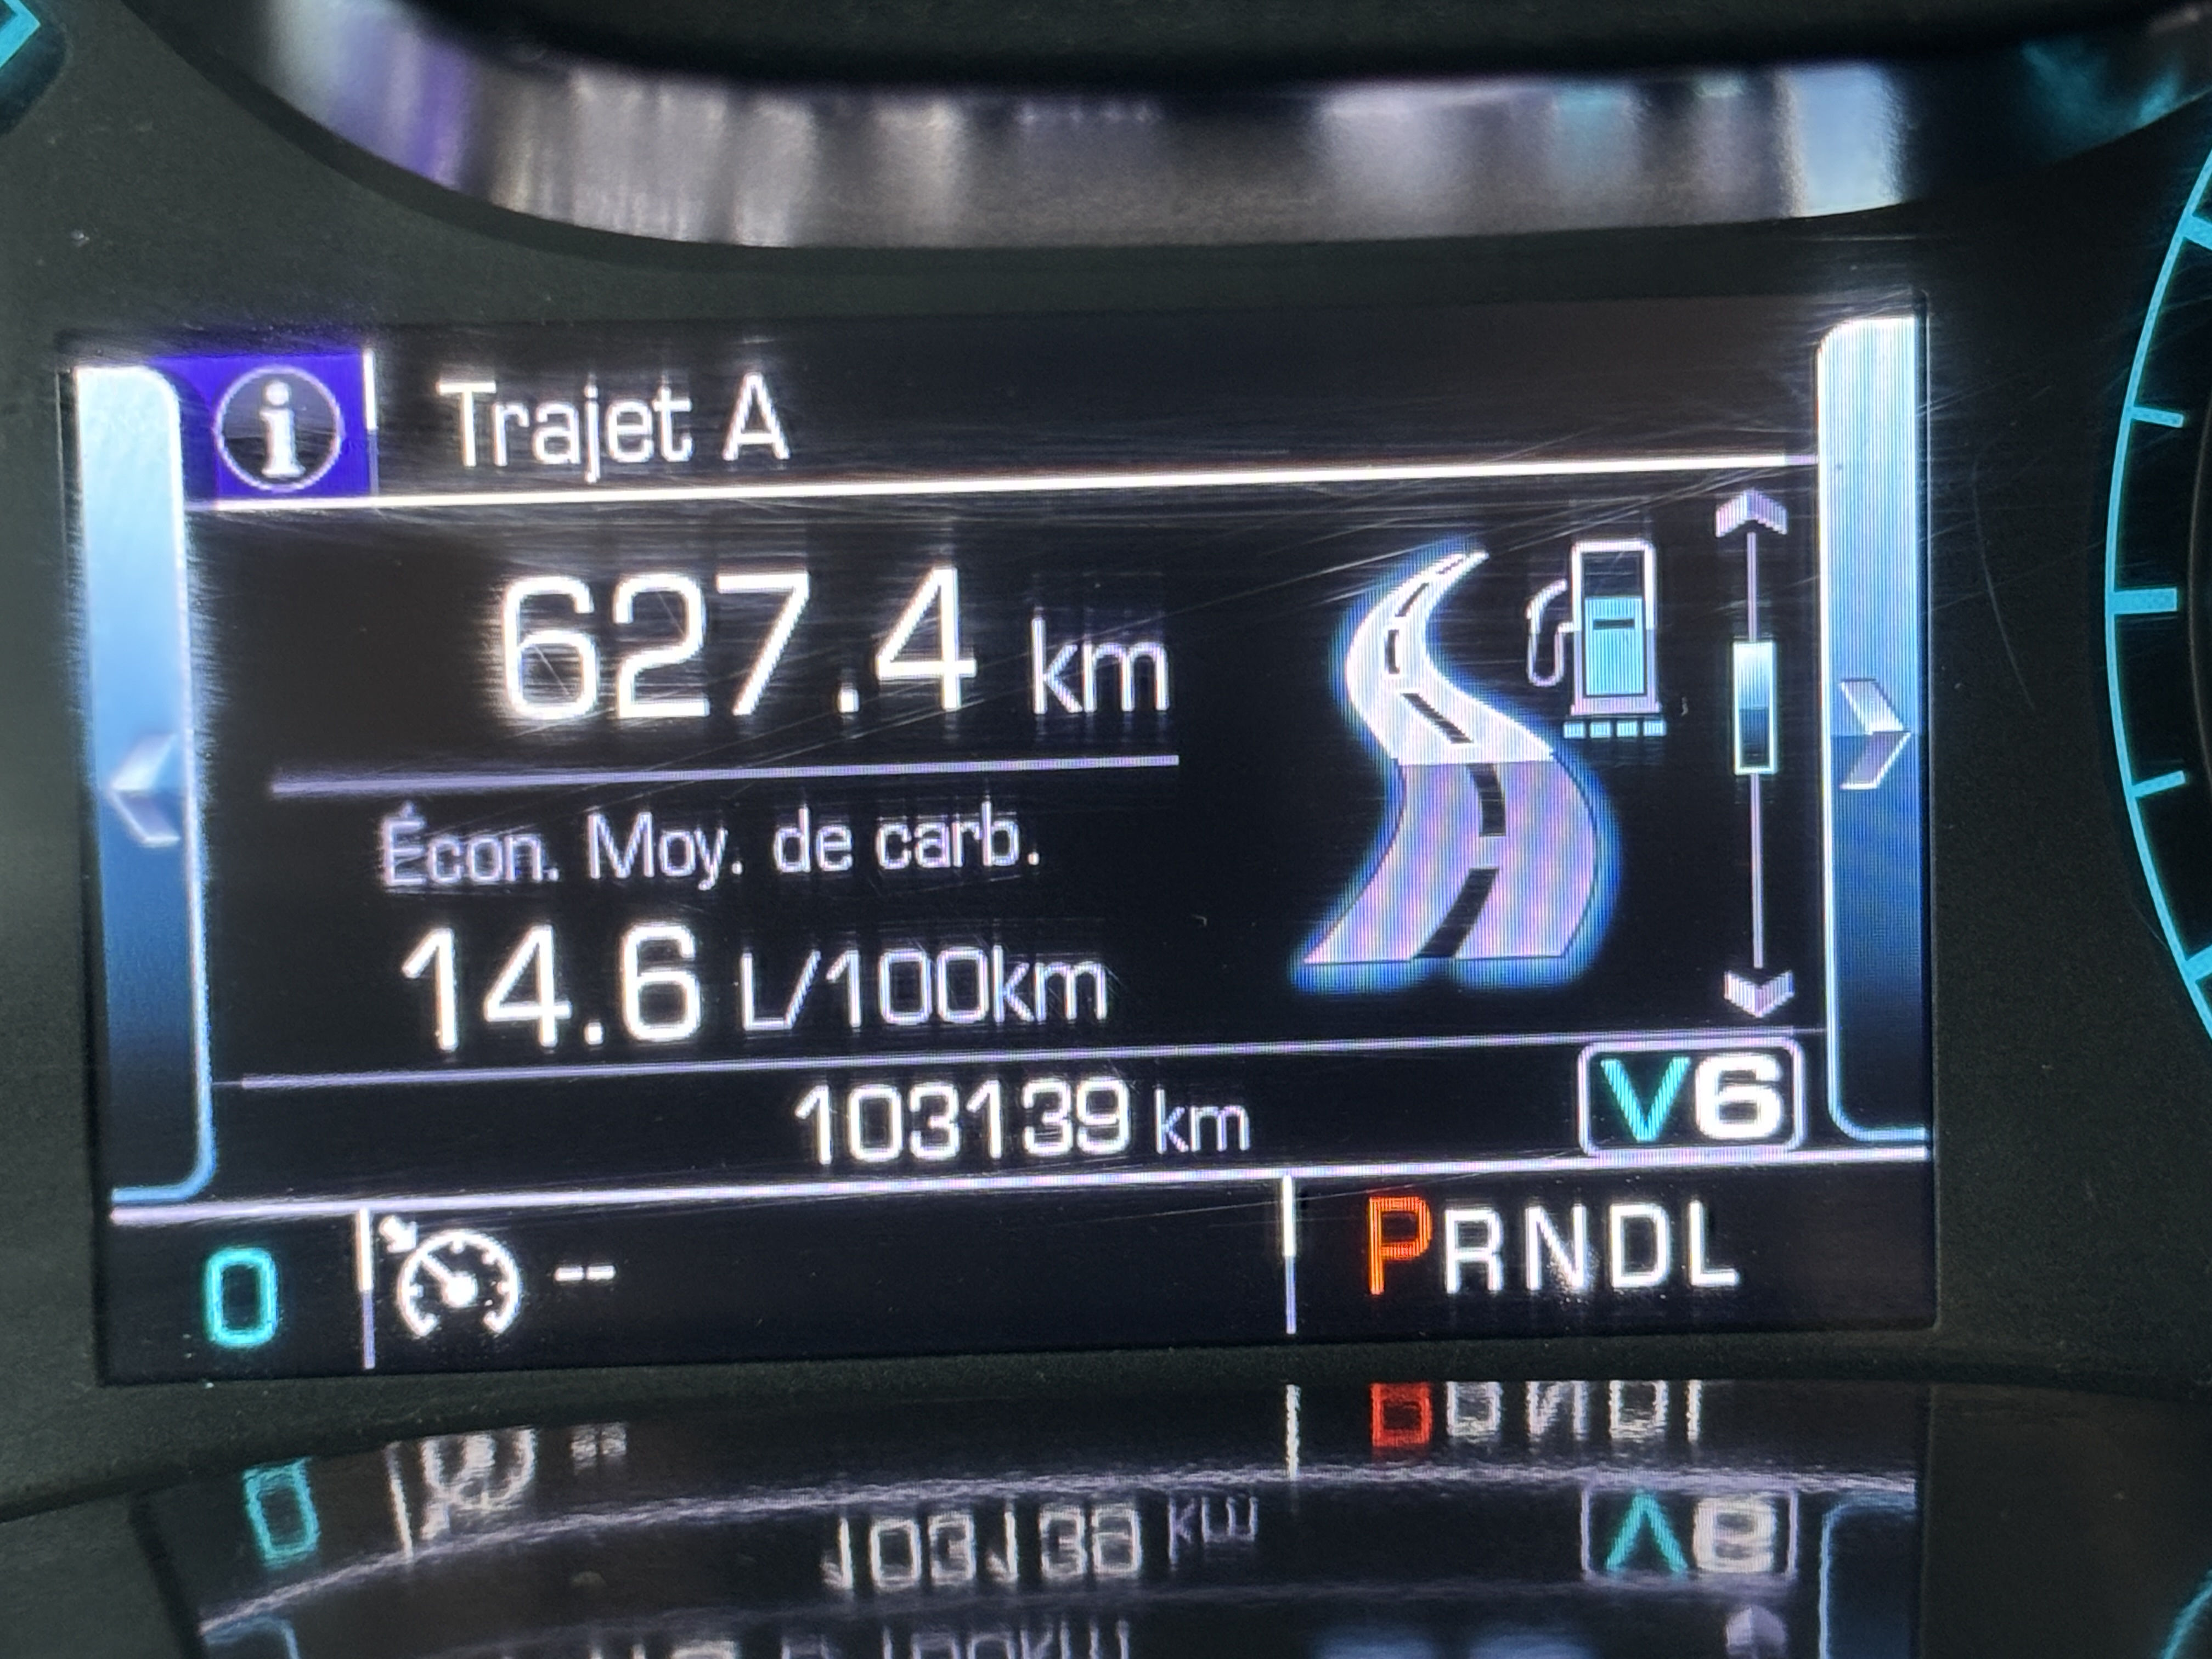 i Trajet A
627.4 km
Écon. Moy. de carb.
14.6 L/100km
103139 km V6
0 -- PRNDL